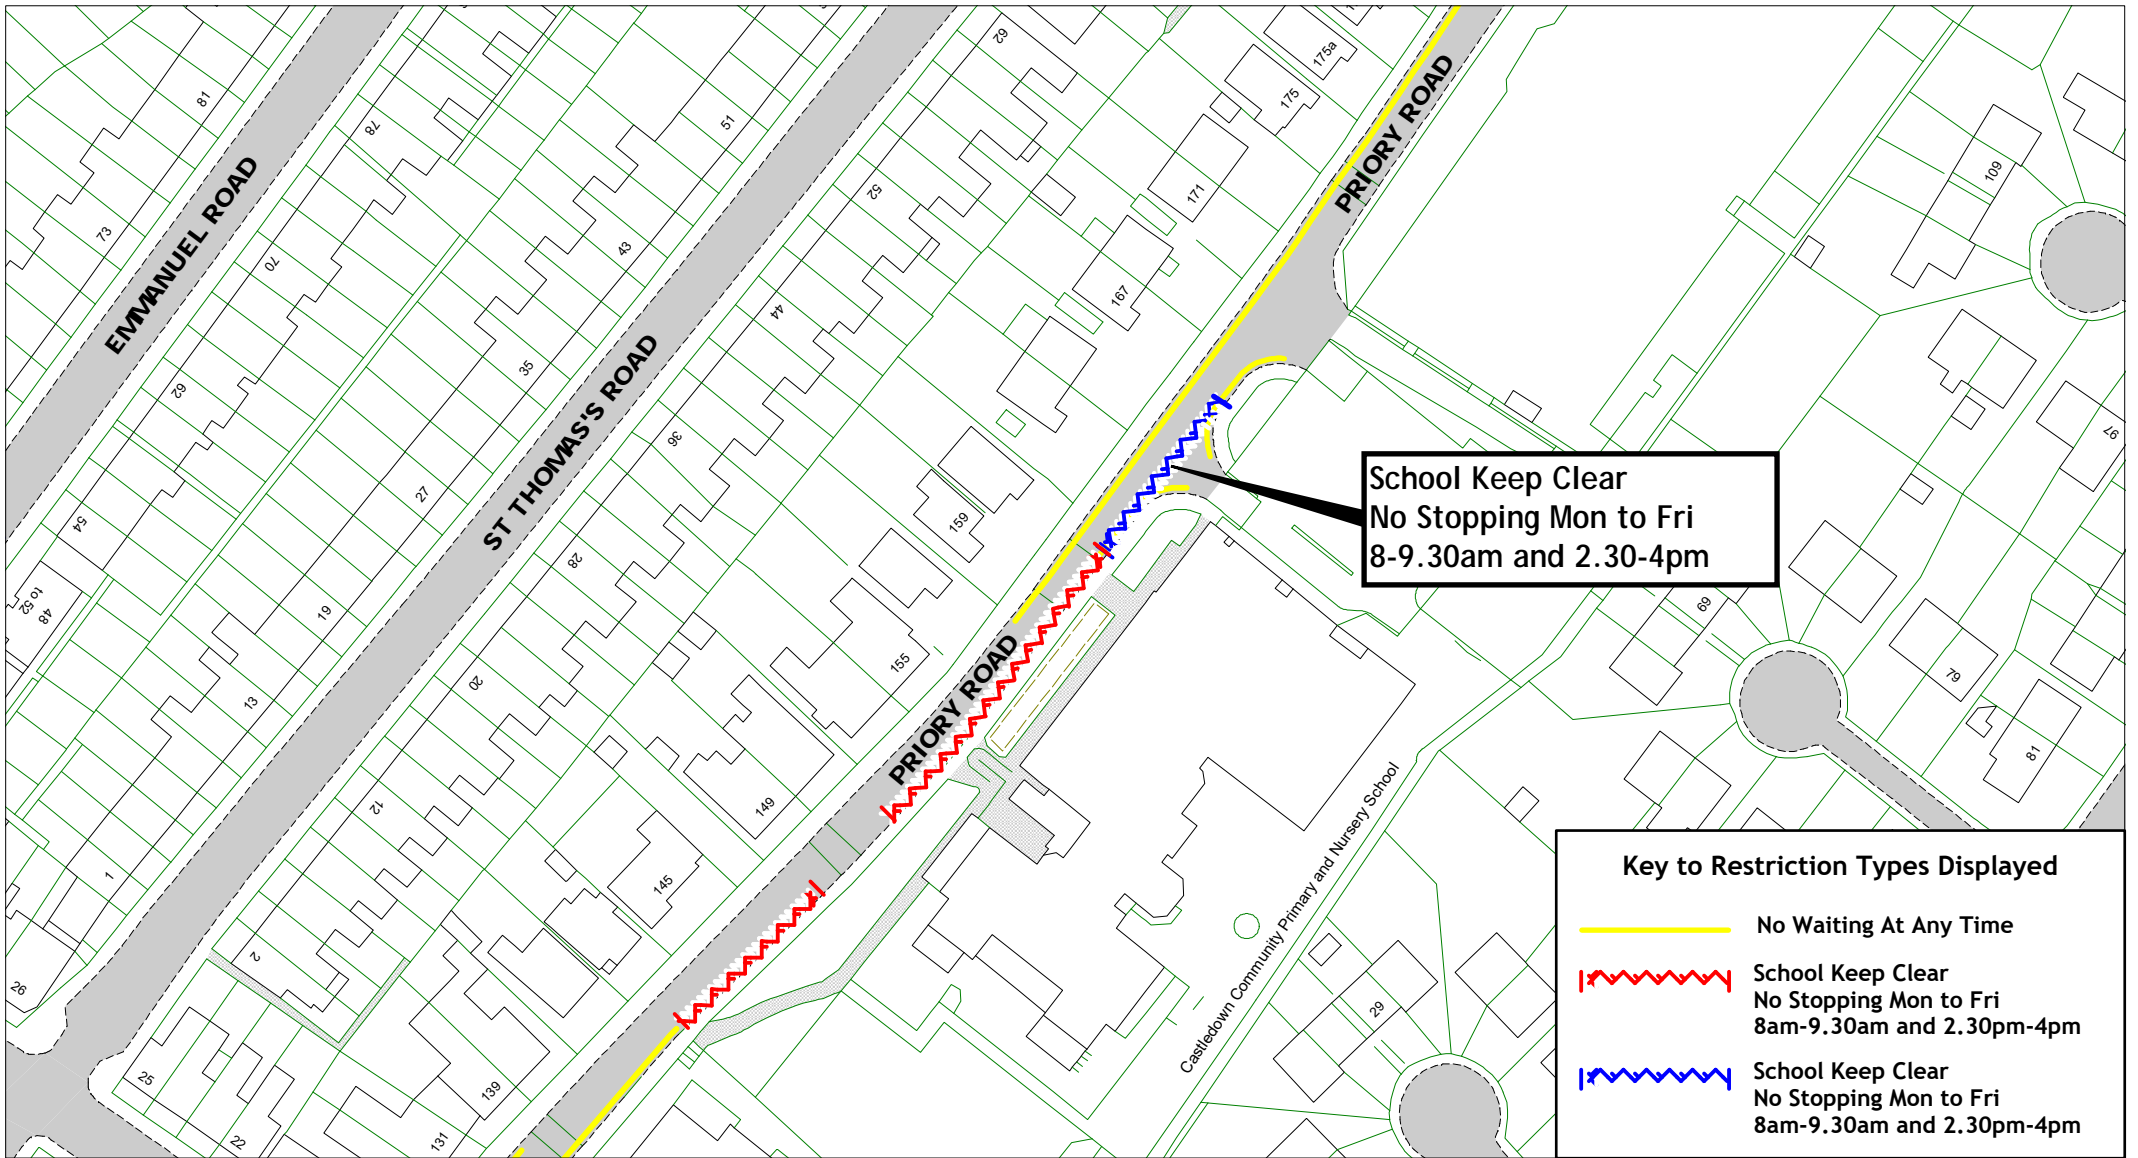 EMMANUEL ROAD
ST THOMAS'S ROAD
PRIORY ROAD
PRIORY ROAD
81
73
78
70
62
54
48
to 52
51
43
35
27
19
13
1
26
62
52
44
36
28
20
12
2
25
22
175a
175
171
167
159
155
149
145
139
131
109
97
69
79
81
29
School Keep Clear
No Stopping Mon to Fri
8-9.30am and 2.30-4pm
Castledown Community Primary and Nursery School
Key to Restriction Types Displayed
No Waiting At Any Time
School Keep Clear
No Stopping Mon to Fri
8am-9.30am and 2.30pm-4pm
School Keep Clear
No Stopping Mon to Fri
8am-9.30am and 2.30pm-4pm